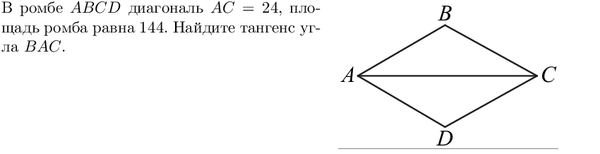 В ромбе ABCD диагональ AC = 24, пло-
щадь ромба равна 144. Найдите тангенс уг-
ла BAC.
B
A
C
D